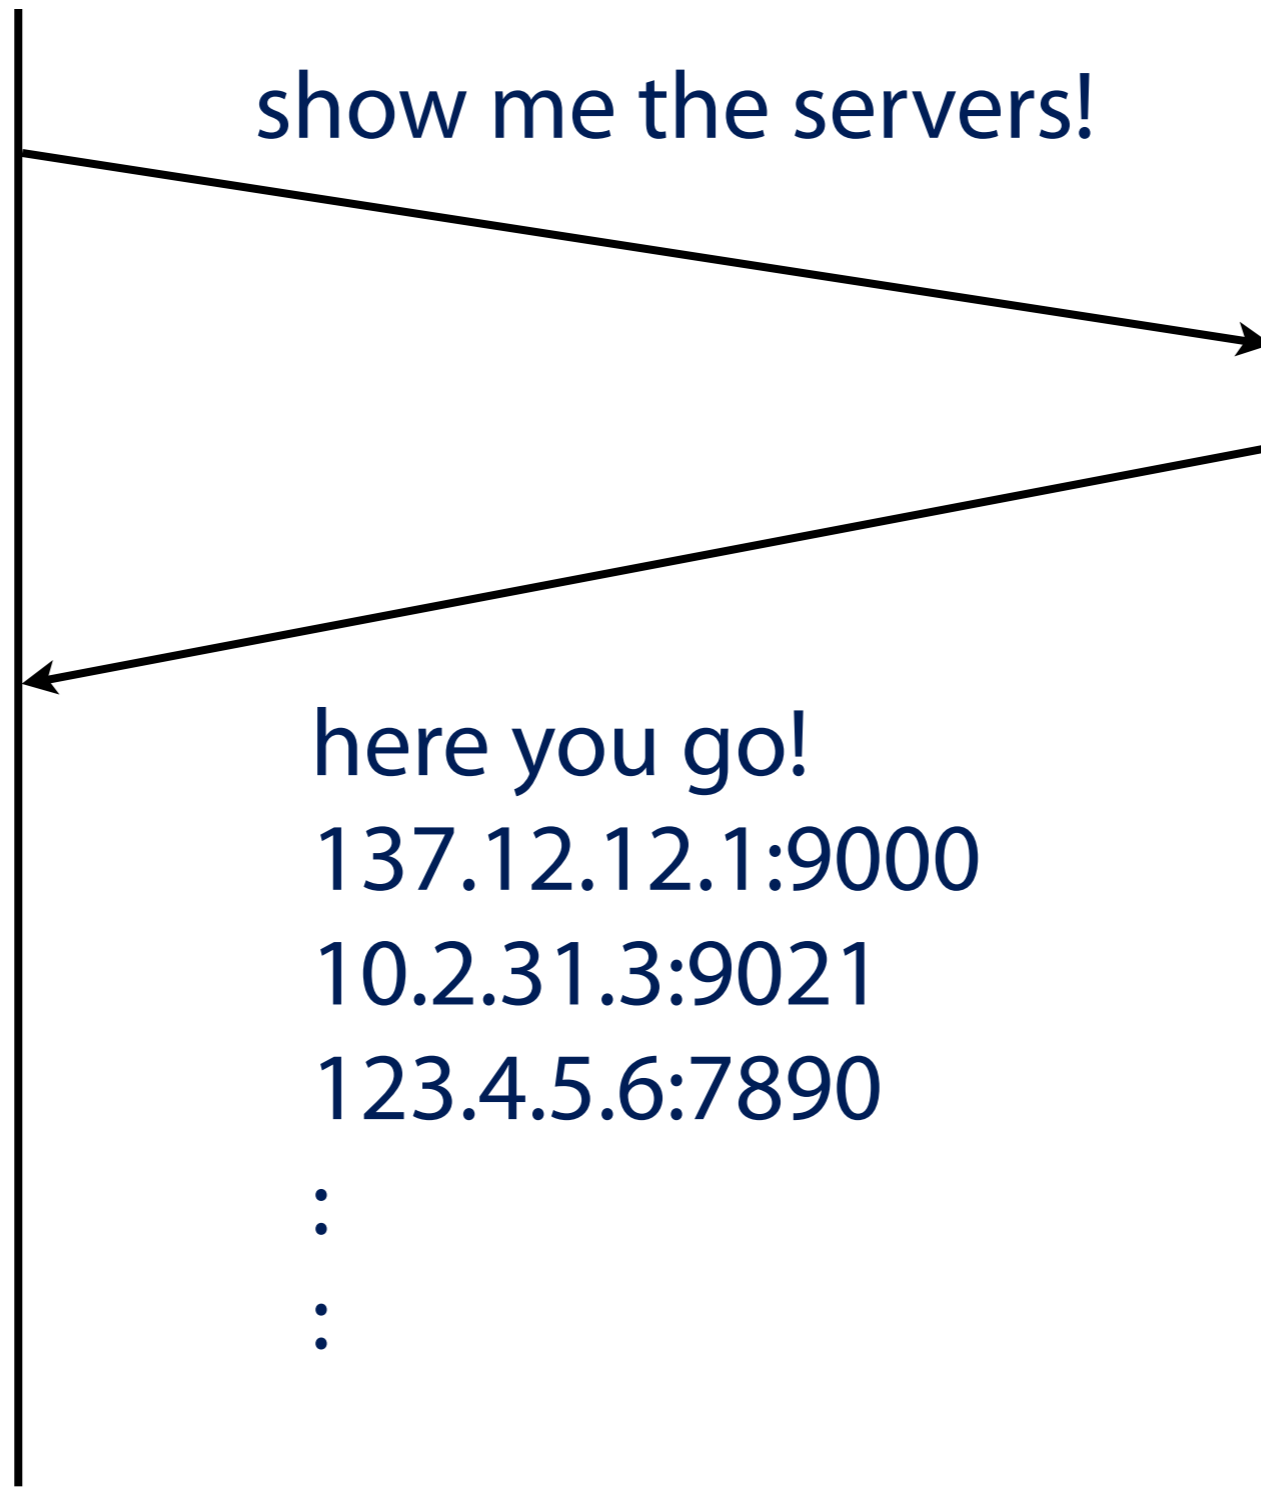 show me the servers!
here you go!
137.12.12.1:9000
10.2.31.3:9021
123.4.5.6:7890
:
: